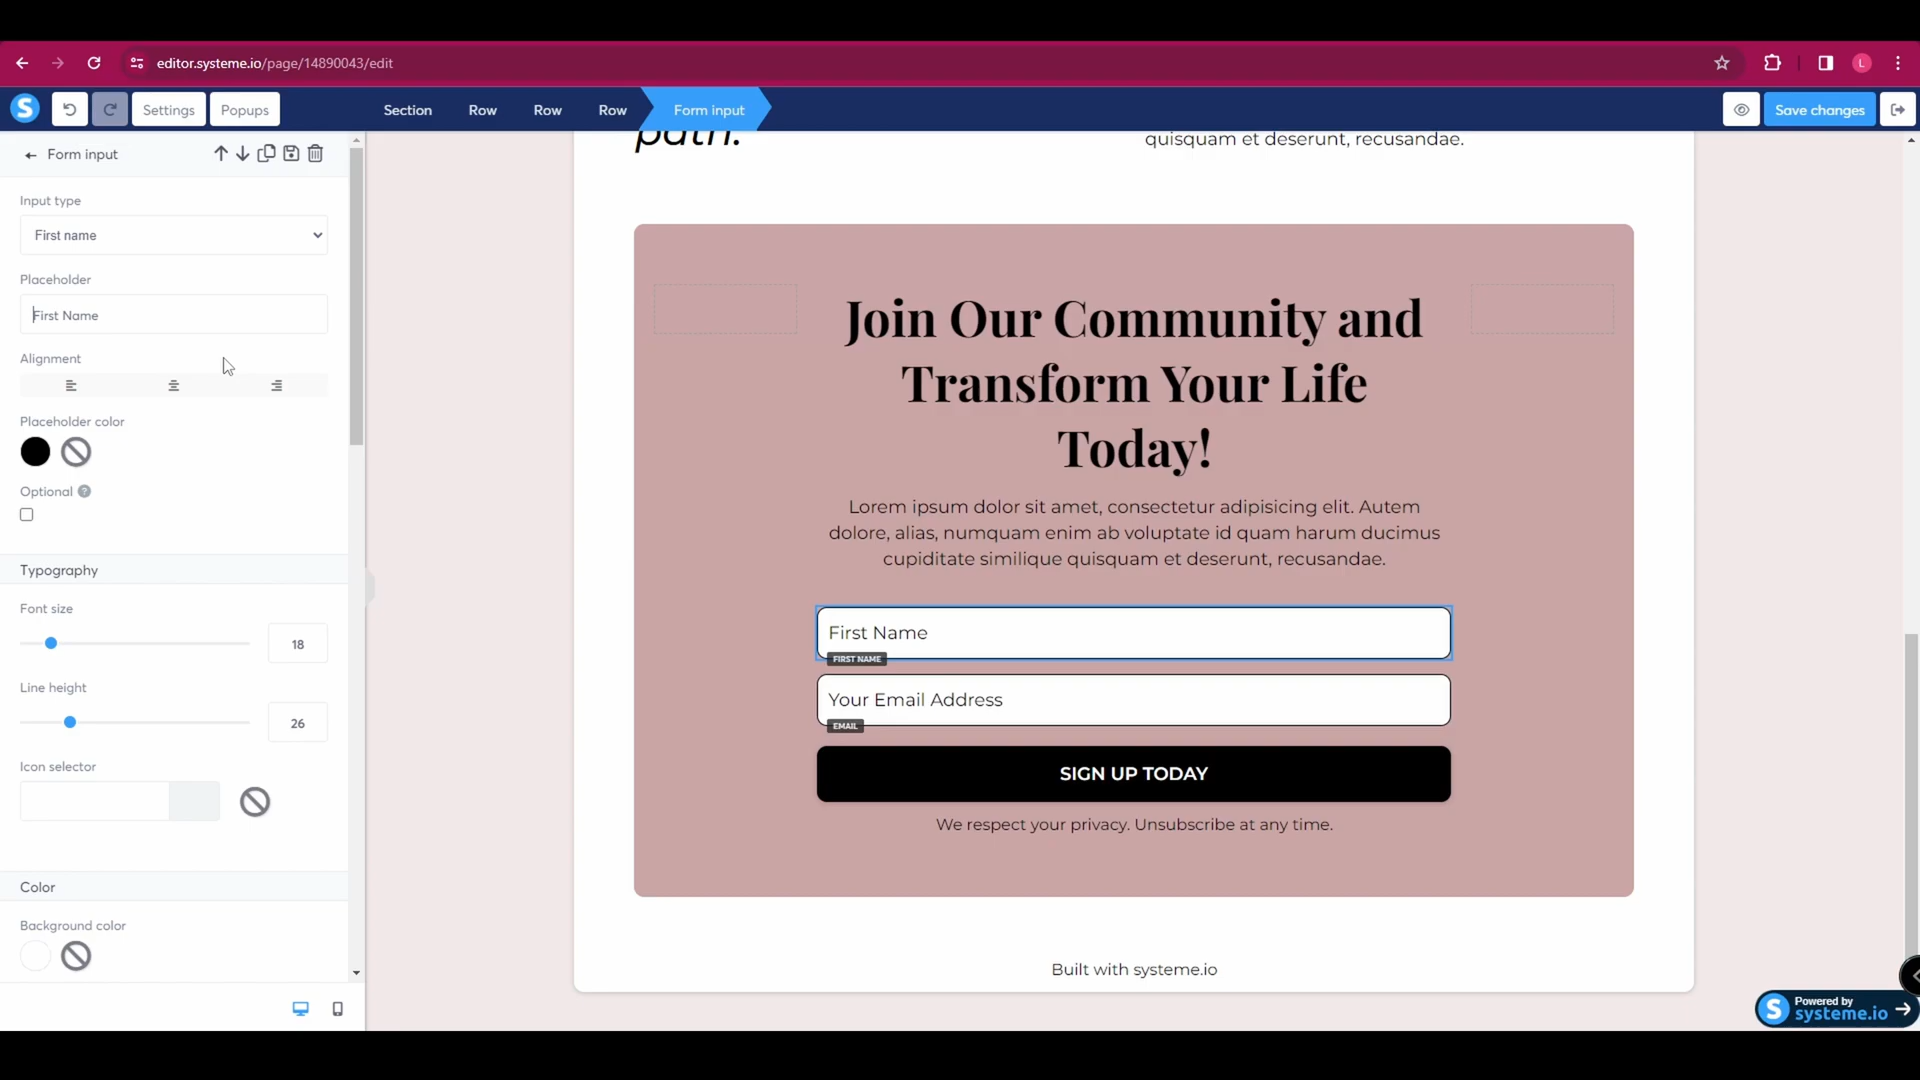 editor.systeme.io/page/14890043/edit
L
S
Settings
Popups
Section
Row
Row
Row
Form input
Save changes
Form input
Input type
First name
Placeholder
First Name
Alignment
Placeholder color
Optional ?
Typography
Font size
18
Line height
26
Icon selector
Color
Background color
path.
quisquam et deserunt, recusandae.
Join Our Community and
Transform Your Life
Today!
Lorem ipsum dolor sit amet, consectetur adipisicing elit. Autem
dolore, alias, numquam enim ab voluptate id quam harum ducimus
cupiditate similique quisquam et deserunt, recusandae.
First Name
FIRST NAME
Your Email Address
EMAIL
SIGN UP TODAY
We respect your privacy. Unsubscribe at any time.
Built with systeme.io
S
Powered by
systeme.io